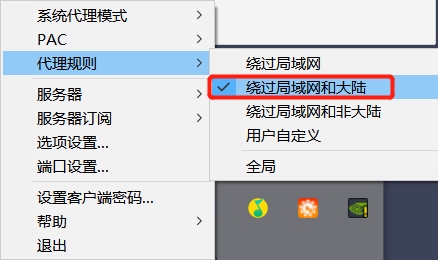 系统代理模式
PAC
代理规则
服务器
服务器订阅
选项设置...
端口设置...
设置客户端密码...
帮助
退出
绕过局域网
绕过局域网和大陆
绕过局域网和非大陆
用户自定义
全局